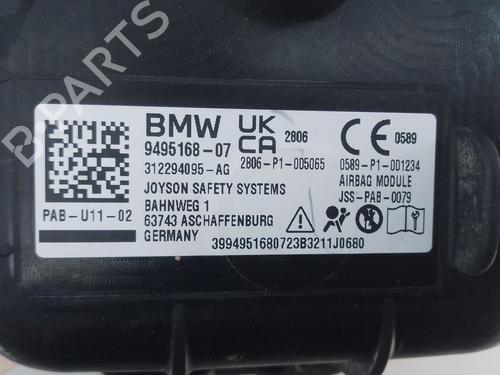 BMW UK CA 2806 CE 0589
9495168-07 2806-P1-005065 0589-P1-001234
312294095-AG AIRBAG MODULE
JOYSON SAFETY SYSTEMS JSS-PAB-0079
PAB-U11-02 BAHNWEG 1
63743 ASCHAFFENBURG
GERMANY 3994951680723B3211J0680
B-PARTS